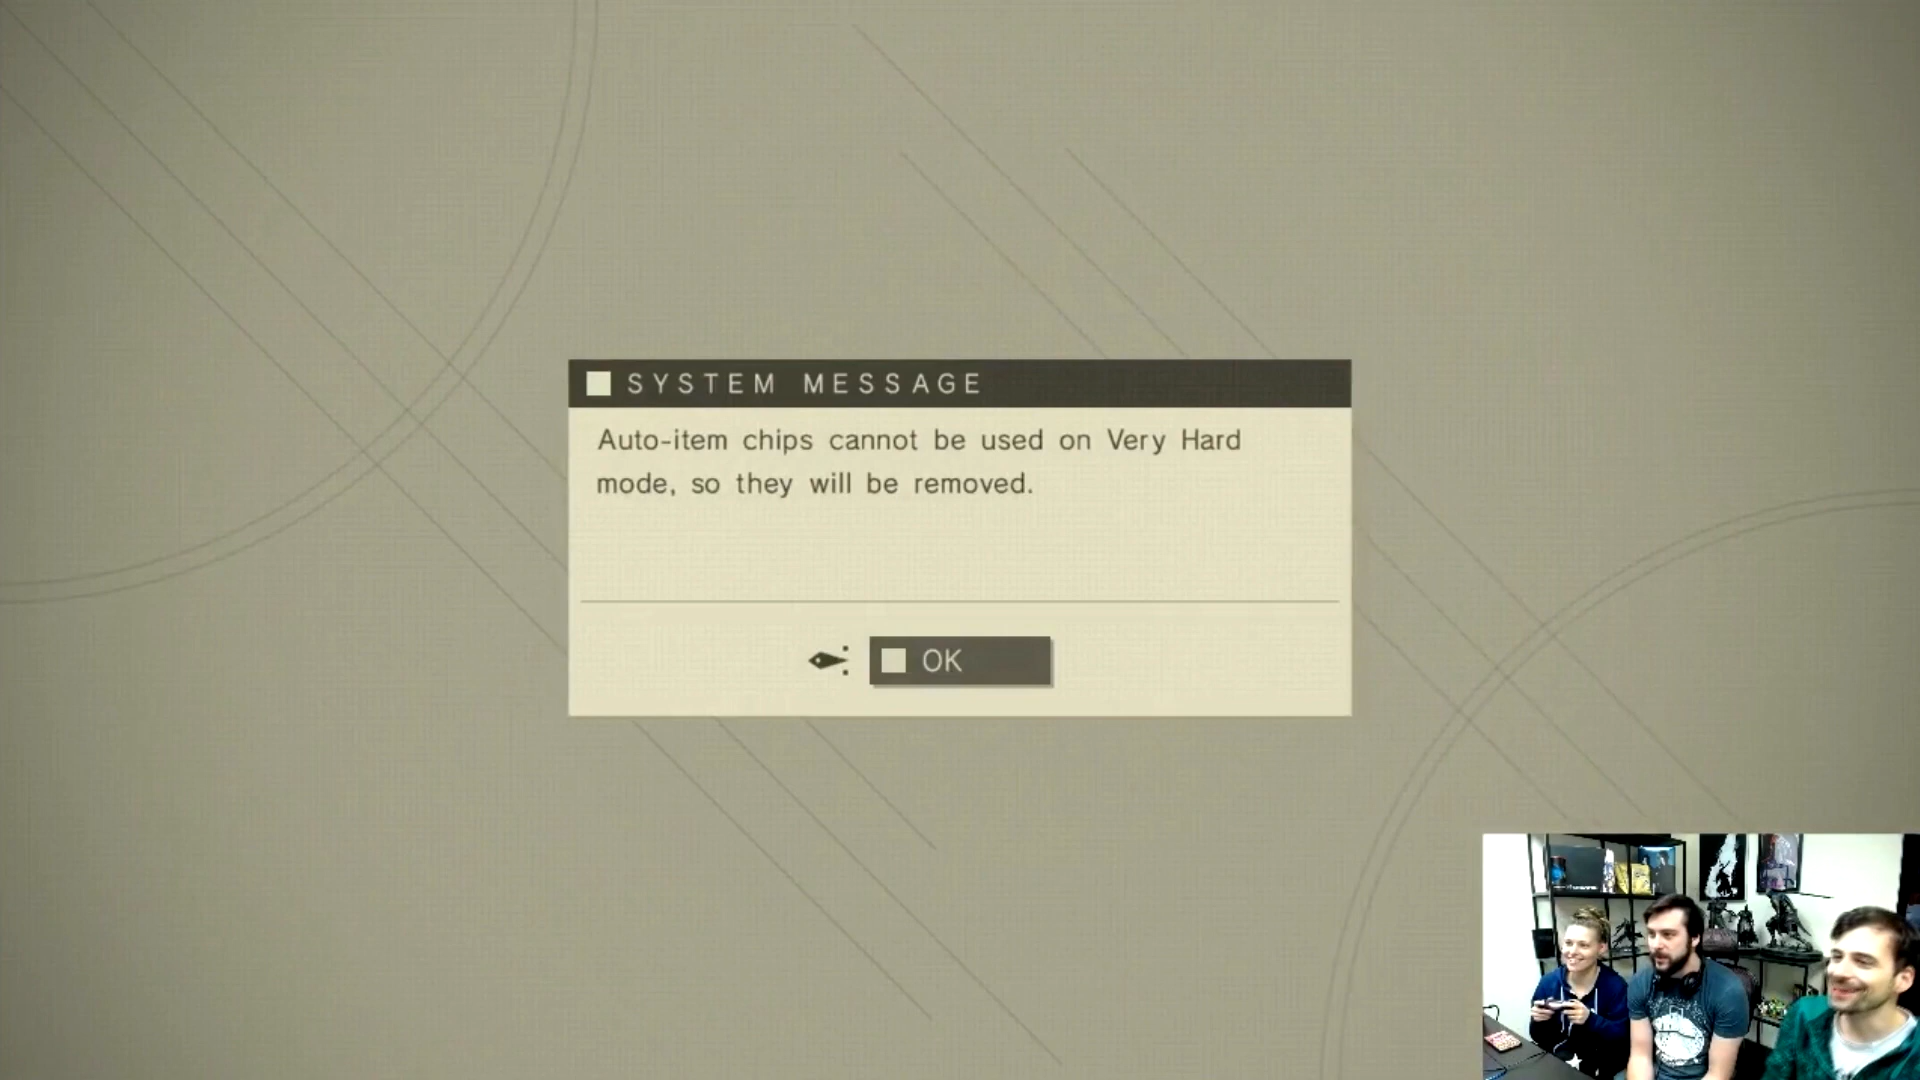 SYSTEM MESSAGE
Auto-item chips cannot be used on Very Hard
mode, so they will be removed.
OK